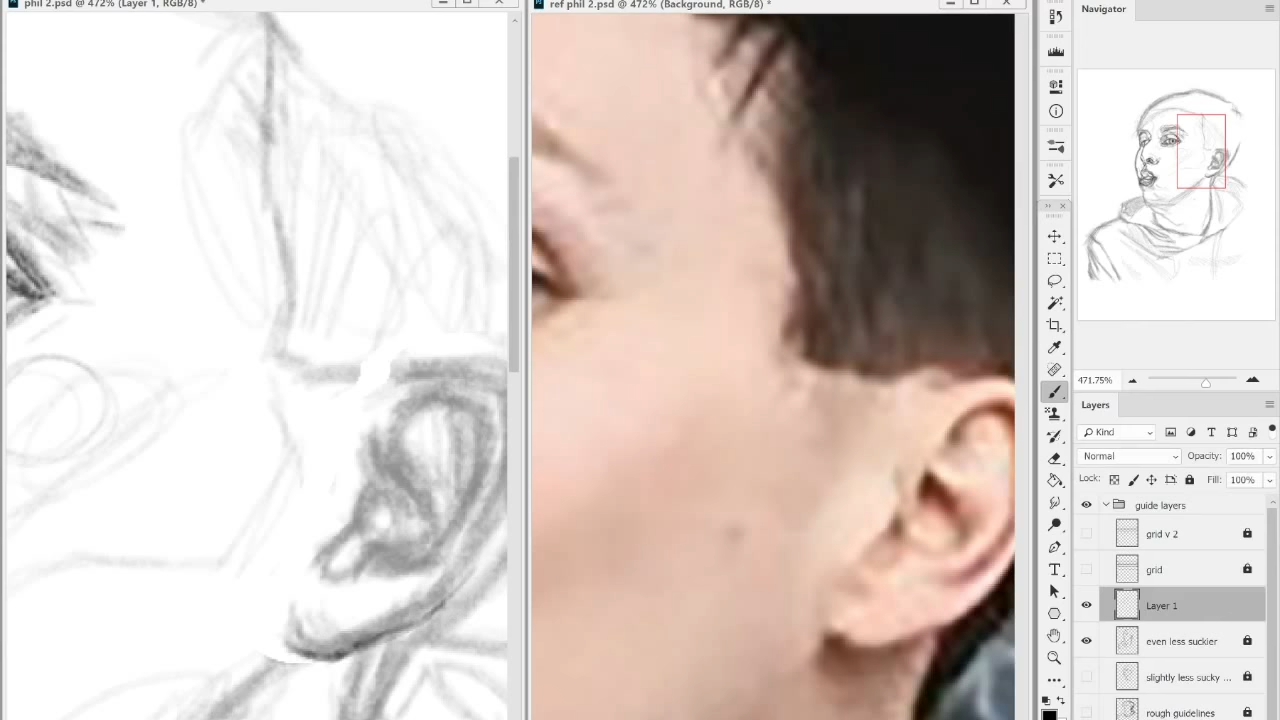 phil 2.psd @ 472% (Layer 1, RGB/8) *
ref phil 2.psd @ 472% (Background, RGB/8) *
Navigator
471.75%
Layers
Kind
Normal
Opacity: 100%
Lock:
Fill: 100%
guide layers
grid v 2
grid
Layer 1
even less suckier
slightly less sucky ...
rough guidelines